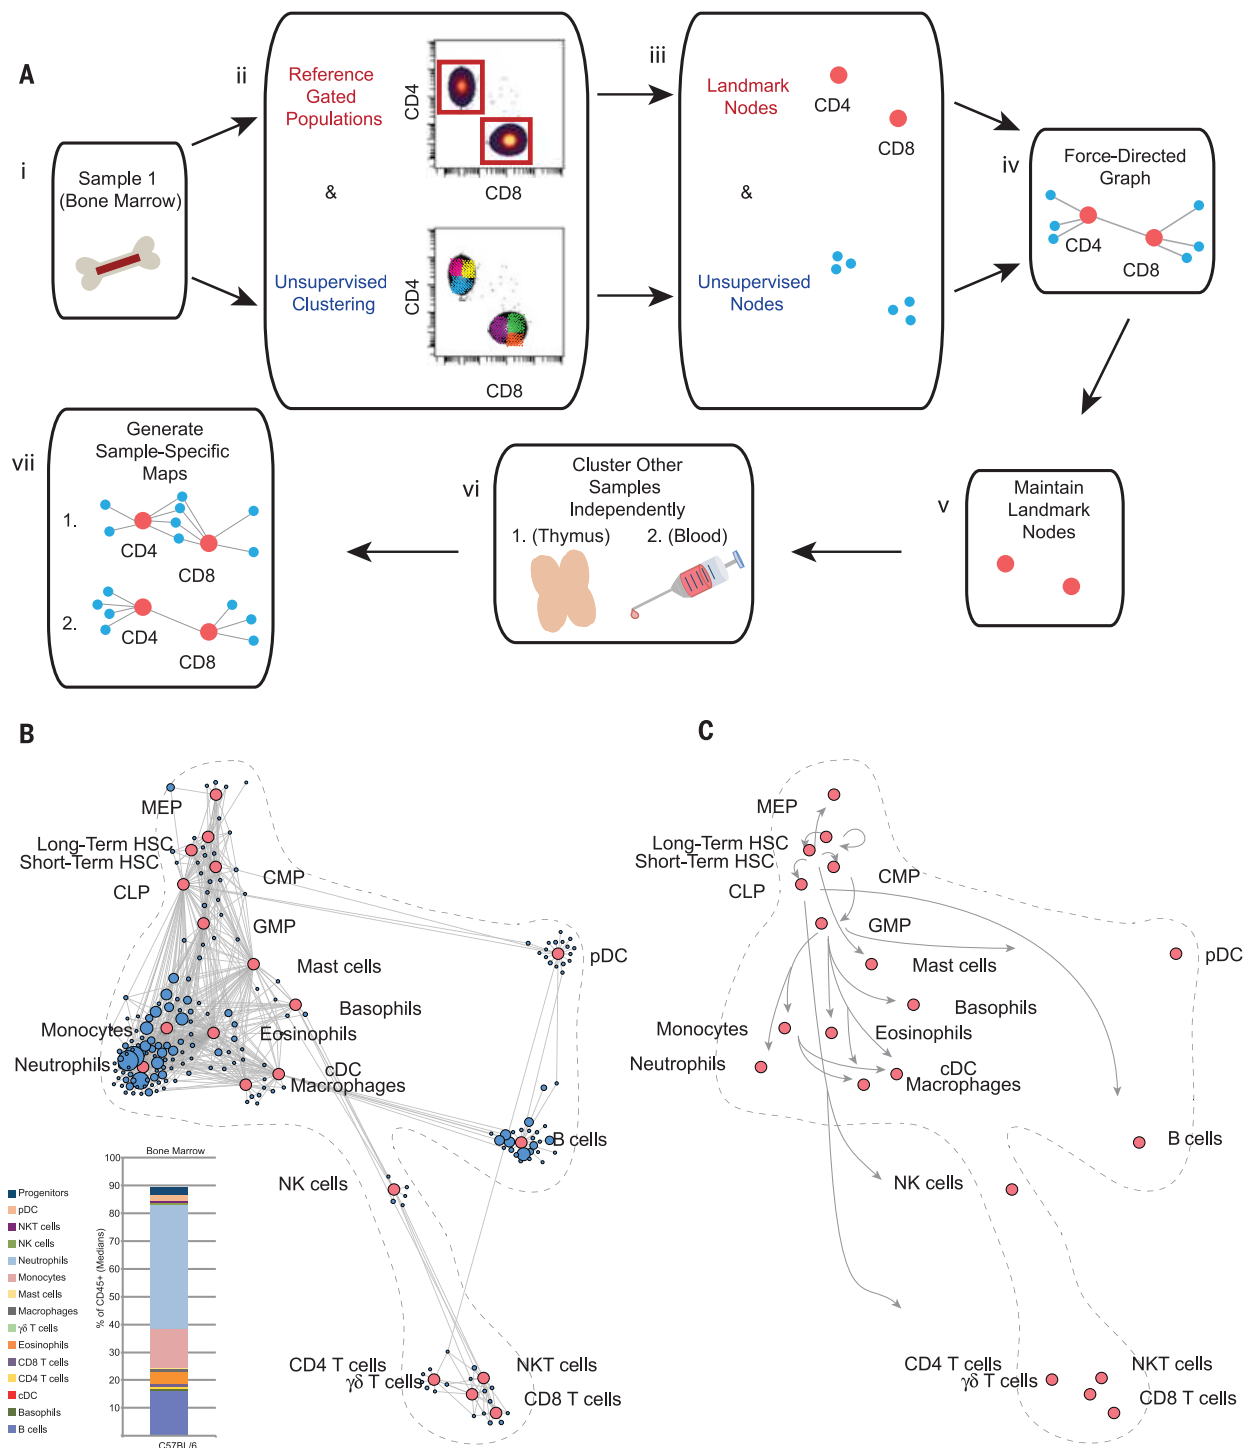 A
i
Sample 1
(Bone Marrow)
ii
Reference
Gated
Populations
&
Unsupervised
Clustering
CD4
CD8
CD4
CD8
iii
Landmark
Nodes
CD4
CD8
&
Unsupervised
Nodes
iv
Force-Directed
Graph
CD4
CD8
v
Maintain
Landmark
Nodes
vi
Cluster Other
Samples
Independently
1. (Thymus)
2. (Blood)
vii
Generate
Sample-Specific
Maps
1.
CD4
CD8
2.
CD4
CD8
B
MEP
Long-Term HSC
Short-Term HSC
CMP
CLP
GMP
pDC
Mast cells
Basophils
Monocytes
Eosinophils
Neutrophils
cDC
Macrophages
B cells
NK cells
CD4 T cells
NKT cells
γδ T cells
CD8 T cells
Bone Marrow
% of CD45+ (Medians)
100
90
80
70
60
50
40
30
20
10
C57BL/6
Progenitors
pDC
NKT cells
NK cells
Neutrophils
Monocytes
Mast cells
Macrophages
γδ T cells
Eosinophils
CD8 T cells
CD4 T cells
cDC
Basophils
B cells
C
MEP
Long-Term HSC
Short-Term HSC
CMP
CLP
GMP
pDC
Mast cells
Basophils
Monocytes
Eosinophils
Neutrophils
cDC
Macrophages
B cells
NK cells
CD4 T cells
NKT cells
γδ T cells
CD8 T cells